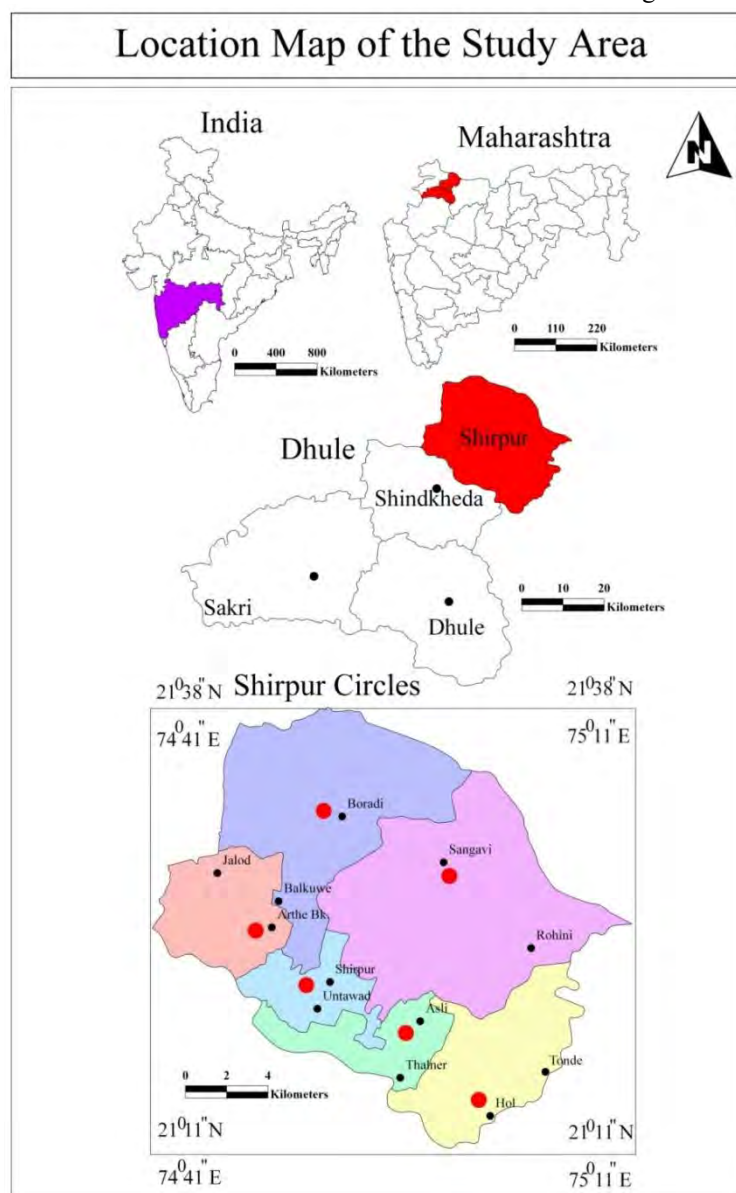 Location Map of the Study Area
India
Maharashtra
N
0 400 800
Kilometers
0 110 220
Kilometers
Shirpur
Dhule
Shindkheda
Sakri
Dhule
0 10 20
Kilometers
Shirpur Circles
21⁰38" N
21⁰38" N
74⁰41" E
75⁰11" E
Boradi
Sangavi
Jalod
Balkuwe
Arthe Bk.
Rohini
Shirpur
Untawad
Asli
Thalner
Tonde
Hol
0 2 4
Kilometers
21⁰11" N
21⁰11" N
74⁰41" E
75⁰11" E